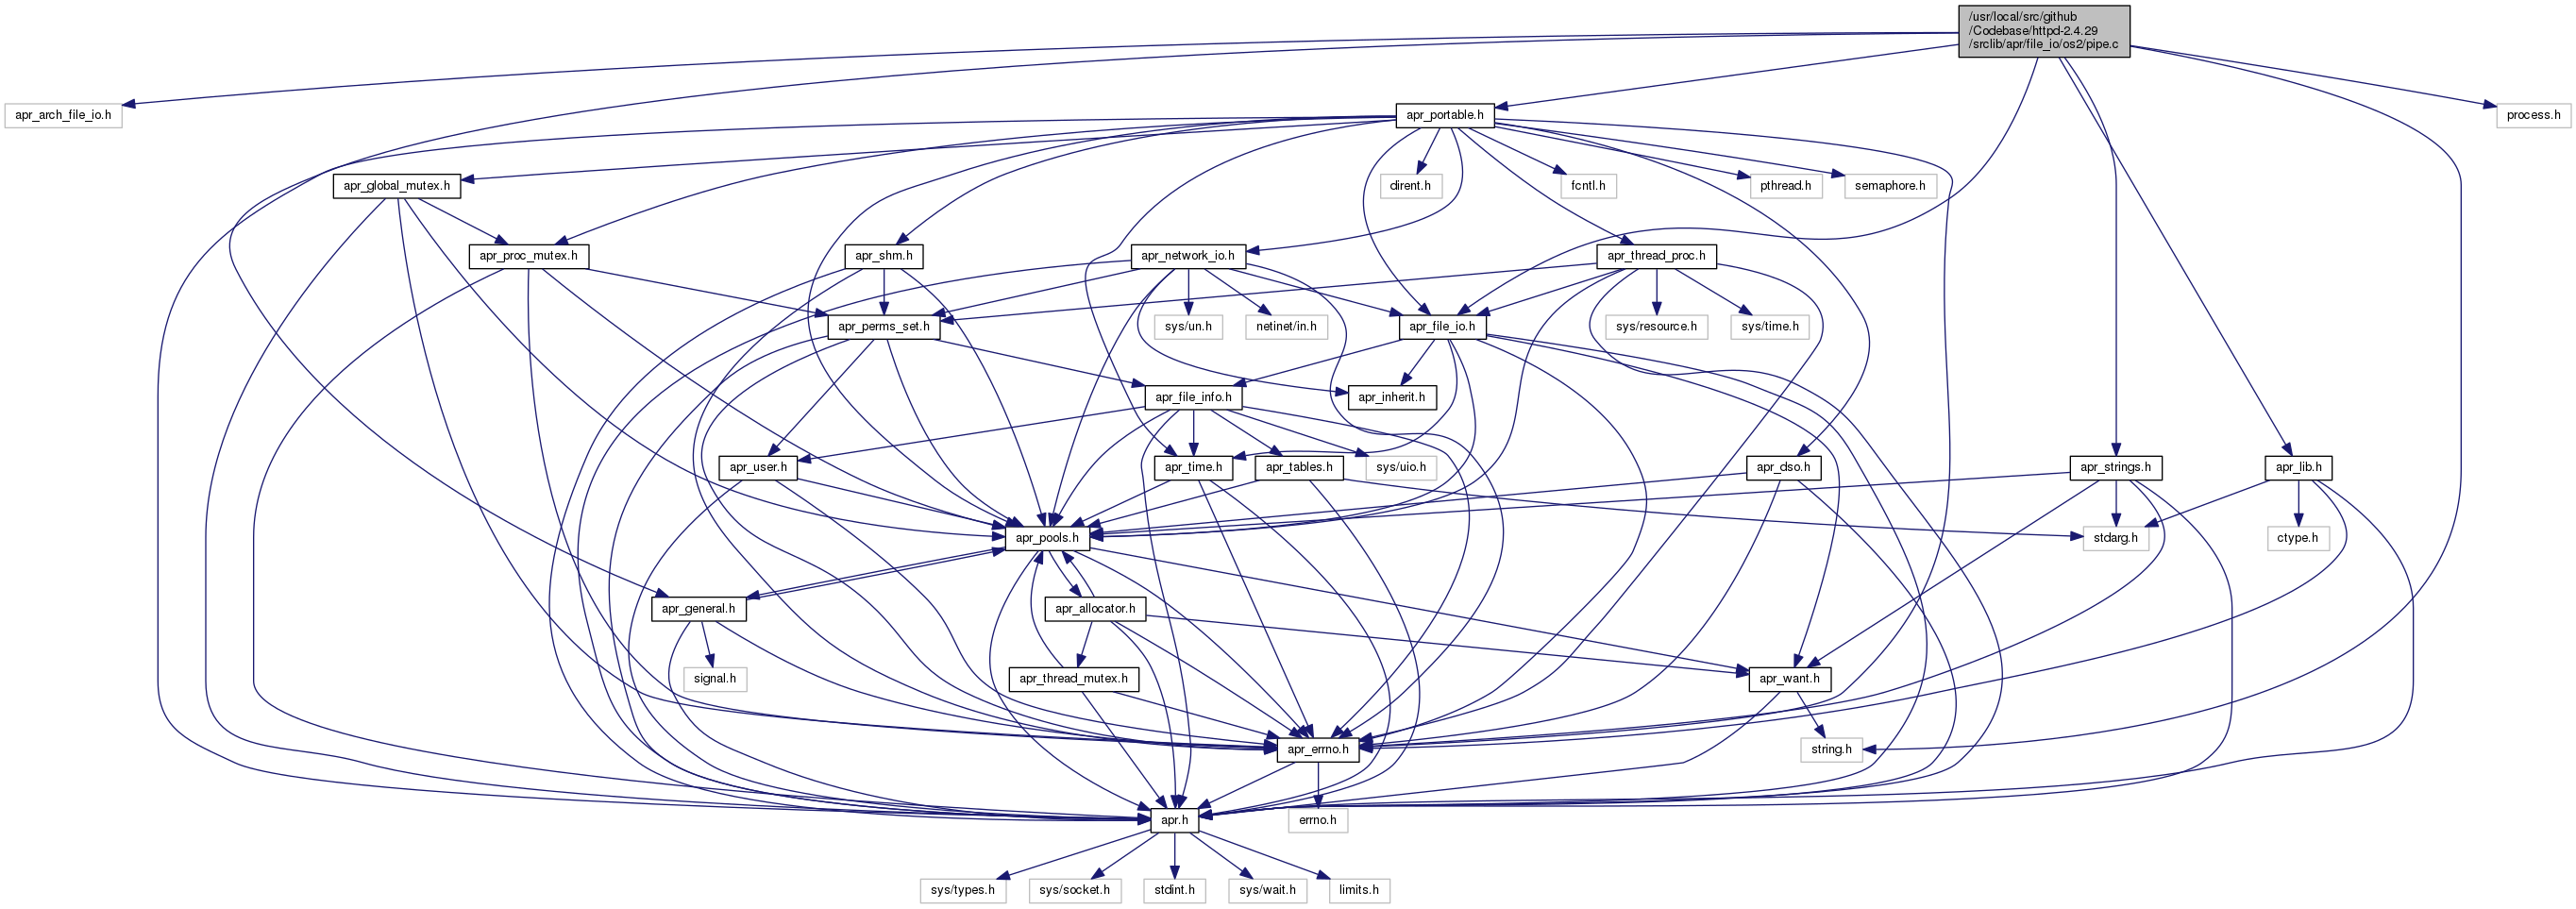 /usr/local/src/github
/Codebase/httpd-2.4.29
/srclib/apr/file_io/os2/pipe.c
apr_arch_file_io.h
apr_portable.h
process.h
apr_global_mutex.h
dirent.h
fcntl.h
pthread.h
semaphore.h
apr_proc_mutex.h
apr_shm.h
apr_network_io.h
apr_thread_proc.h
apr_perms_set.h
sys/un.h
netinet/in.h
apr_file_io.h
sys/resource.h
sys/time.h
apr_file_info.h
apr_inherit.h
apr_user.h
apr_time.h
apr_tables.h
sys/uio.h
apr_dso.h
apr_strings.h
apr_lib.h
apr_pools.h
stdarg.h
ctype.h
apr_general.h
apr_allocator.h
signal.h
apr_thread_mutex.h
apr_want.h
apr_errno.h
string.h
apr.h
errno.h
sys/types.h
sys/socket.h
stdint.h
sys/wait.h
limits.h